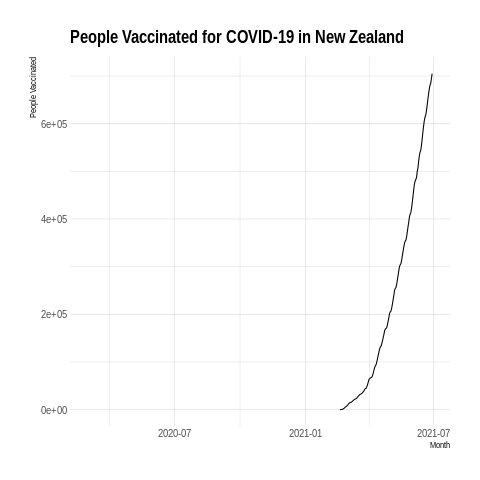 People Vaccinated for COVID-19 in New Zealand
People Vaccinated
6e+05
4e+05
2e+05
0e+00
2020-07
2021-01
2021-07
Month